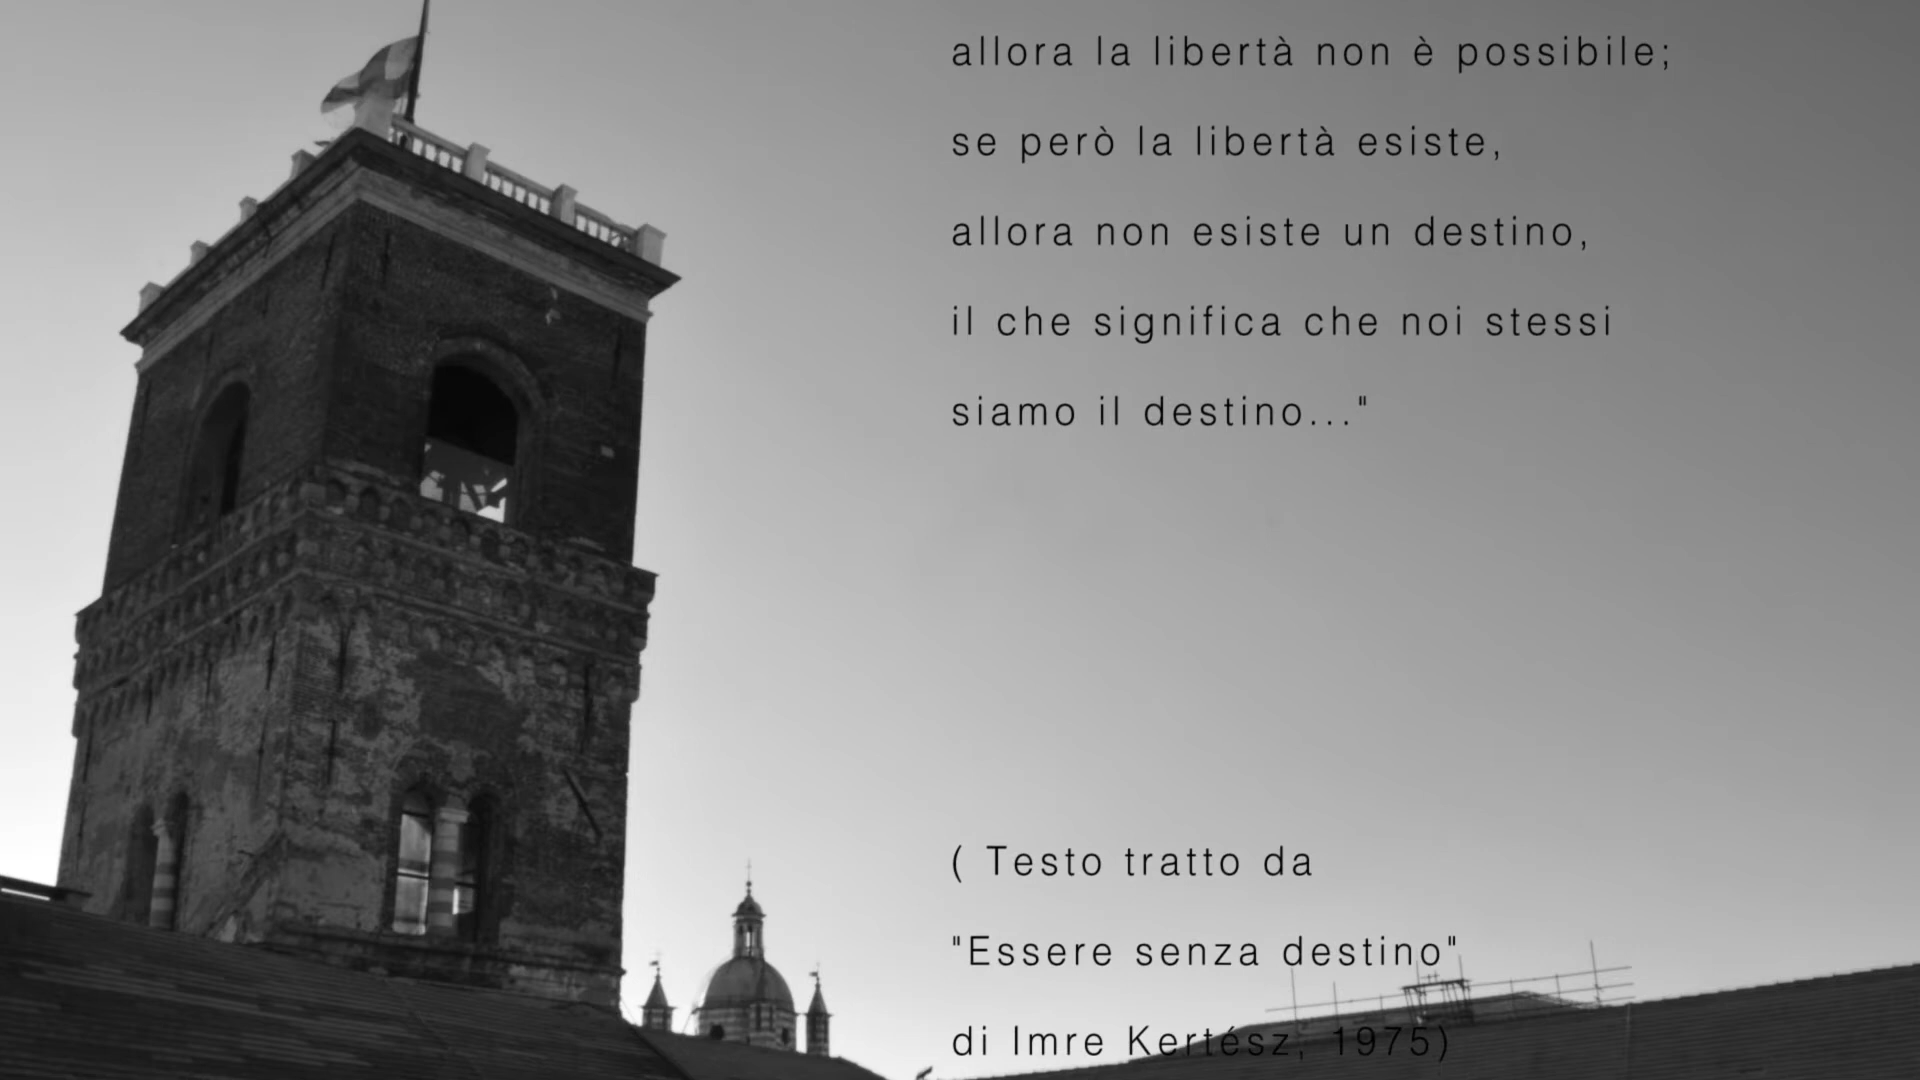 allora la libertà non è possibile;
se però la libertà esiste,
allora non esiste un destino,
il che significa che noi stessi
siamo il destino..."
( Testo tratto da
"Essere senza destino"
di Imre Kertész, 1975)